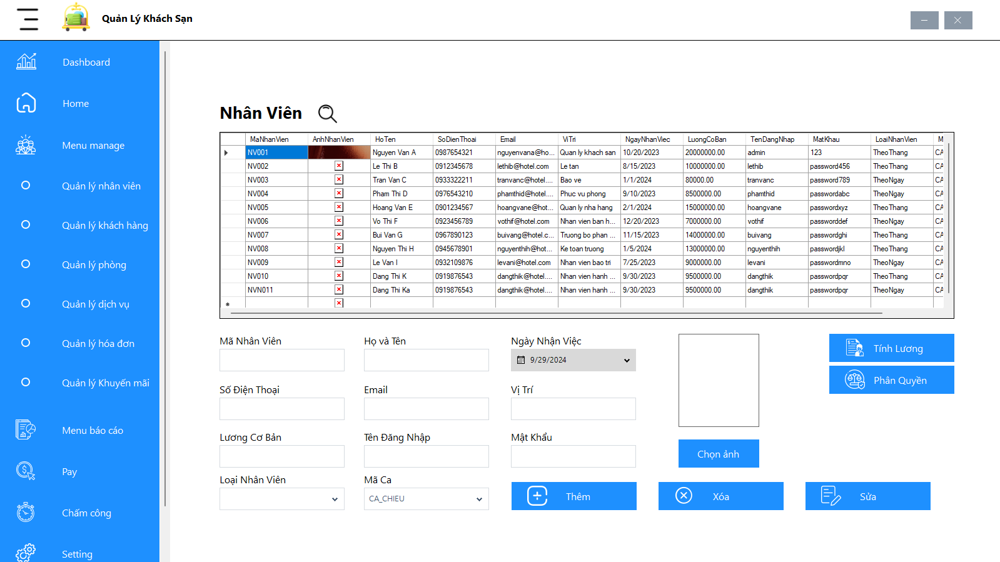 Quản Lý Khách Sạn
Dashboard
Home
Menu manage
Quản lý nhân viên
Quản lý khách hàng
Quản lý phòng
Quản lý dịch vụ
Quản lý hóa đơn
Quản lý Khuyến mãi
Menu báo cáo
Pay
Chấm công
Setting
Nhân Viên
MaNhanVien AnhNhanVien HoTen SoDienThoai Email ViTri NgayNhanViec LuongCoBan TenDangNhap MatKhau LoaiNhanVien M
NV001 Nguyen Van A 0987654321 nguyenvana@ho... Quan ly khach san 10/20/2023 20000000.00 admin 123 TheoThang CA
NV002 Le Thi B 0912345678 lethib@hotel.com Le tan 8/15/2023 10000000.00 lethib password456 TheoThang CA
NV003 Tran Van C 0933322211 tranvanc@hotel.... Bao ve 1/1/2024 80000.00 tranvanc password789 TheoNgay CA
NV004 Pham Thi D 0976543210 phamthid@hotel.... Phuc vu phong 9/10/2023 8500000.00 phamthid passwordabc TheoNgay CA
NV005 Hoang Van E 0901234567 hoangvane@hot... Quan ly nha hang 2/1/2024 15000000.00 hoangvane passwordxyz TheoThang CA
NV006 Vo Thi F 0923456789 vothif@hotel.com Nhan vien ban h... 12/20/2023 7000000.00 vothif passworddef TheoNgay CA
NV007 Bui Van G 0967890123 buivang@hotel.c... Truong bo phan ... 11/15/2023 14000000.00 buivang passwordghi TheoThang CA
NV008 Nguyen Thi H 0945678901 nguyenthih@hot... Ke toan truong 1/5/2024 13000000.00 nguyenthih passwordjkl TheoThang CA
NV009 Le Van I 0932109876 levani@hotel.com Nhan vien bao tri 7/25/2023 9000000.00 levani passwordmno TheoNgay CA
NV010 Dang Thi K 0919876543 dangthik@hotel.... Nhan vien hanh ... 9/30/2023 9500000.00 dangthik passwordpqr TheoThang CA
NVN011 Dang Thi Ka 0919876543 dangthik@hotel.... Nhan vien hanh ... 9/30/2023 9500000.00 dangthik passwordpqr TheoNgay CA
Mã Nhân Viên Họ và Tên Ngày Nhận Việc
9/29/2024
Số Điện Thoại Email Vị Trí
Lương Cơ Bản Tên Đăng Nhập Mật Khẩu
Loại Nhân Viên Mã Ca
CA_CHIEU
Chọn ảnh
Tính Lương
Phân Quyền
Thêm Xóa Sửa